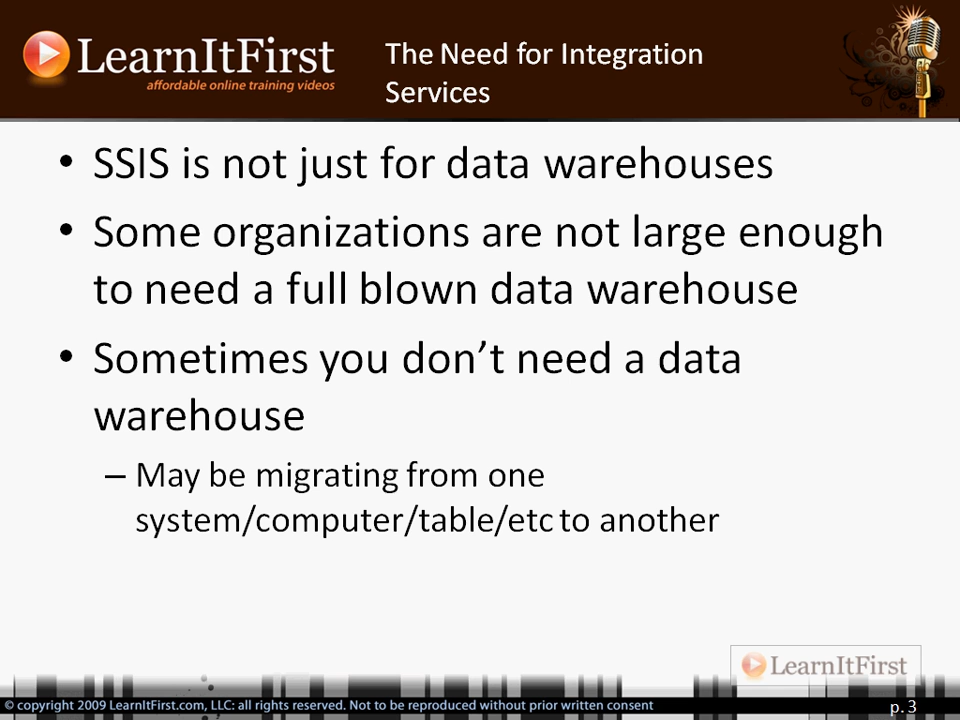 LearnItFirst
affordable online training videos
The Need for Integration
Services
• SSIS is not just for data warehouses
• Some organizations are not large enough
to need a full blown data warehouse
• Sometimes you don’t need a data
warehouse
– May be migrating from one
system/computer/table/etc to another
LearnItFirst
© copyright 2009 LearnItFirst.com, LLC: all rights reserved. Not to be reproduced without prior written consent
p. 3